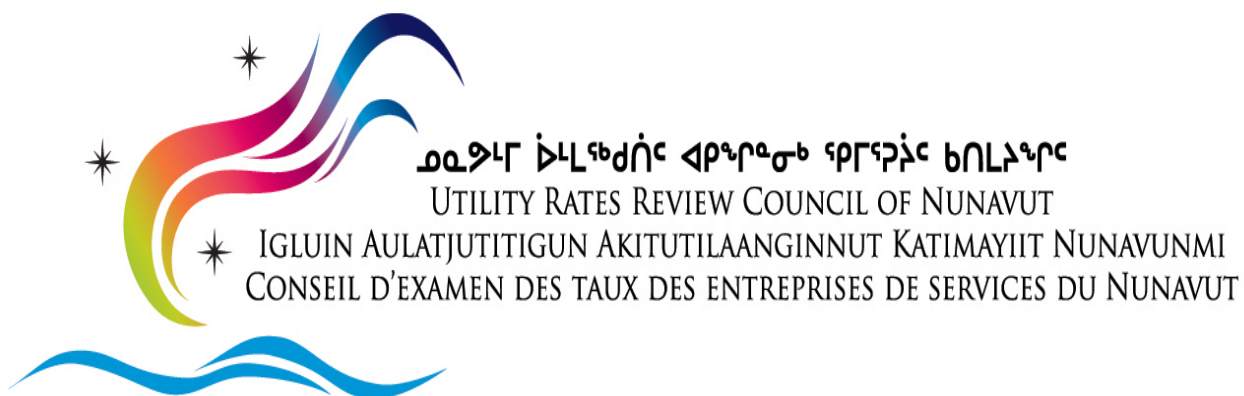 ᓄᓇᕗᒻᒥ ᐆᒻᒪᖅᑯᑏᑦ ᐊᑭᖏᓐᓂᒃ ᕿᒥᕐᕈᔩᑦ ᑲᑎᒪᔨᖏᑦ
UTILITY RATES REVIEW COUNCIL OF NUNAVUT
IGLUIN AULATJUTITIGUN AKITUTILAANGINNUT KATIMAYIIT NUNAVUNMI
CONSEIL D'EXAMEN DES TAUX DES ENTREPRISES DE SERVICES DU NUNAVUT